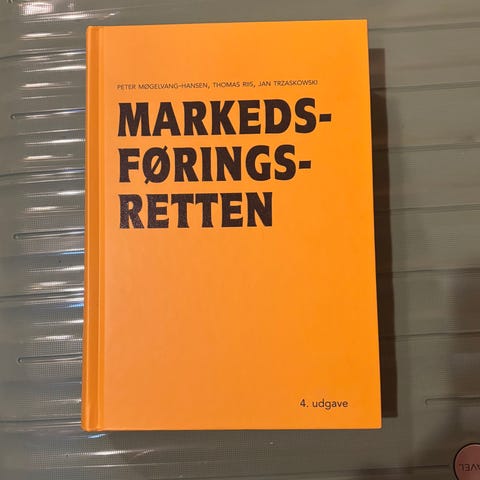 PETER MØGELVANG-HANSEN, THOMAS RIIS, JAN TRZASKOWSKI
MARKEDS-
FØRINGS-
RETTEN
4. udgave